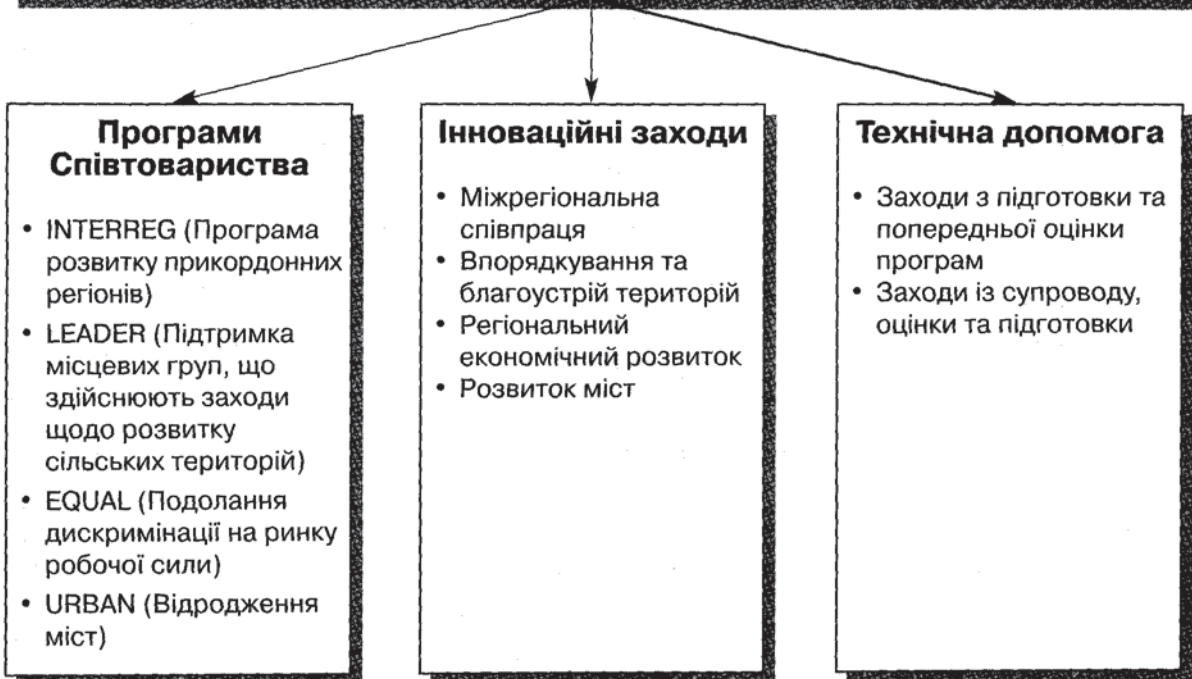 Програми
Співтовариства
• INTERREG (Програма
розвитку прикордонних
регіонів)
• LEADER (Підтримка
місцевих груп, що
здійснюють заходи
щодо розвитку
сільських територій)
• EQUAL (Подолання
дискримінації на ринку
робочої сили)
• URBAN (Відродження
міст)
Інноваційні заходи
• Міжрегіональна
співпраця
• Впорядкування та
благоустрій територій
• Регіональний
економічний розвиток
• Розвиток міст
Технічна допомога
• Заходи з підготовки та
попередньої оцінки
програм
• Заходи із супроводу,
оцінки та підготовки